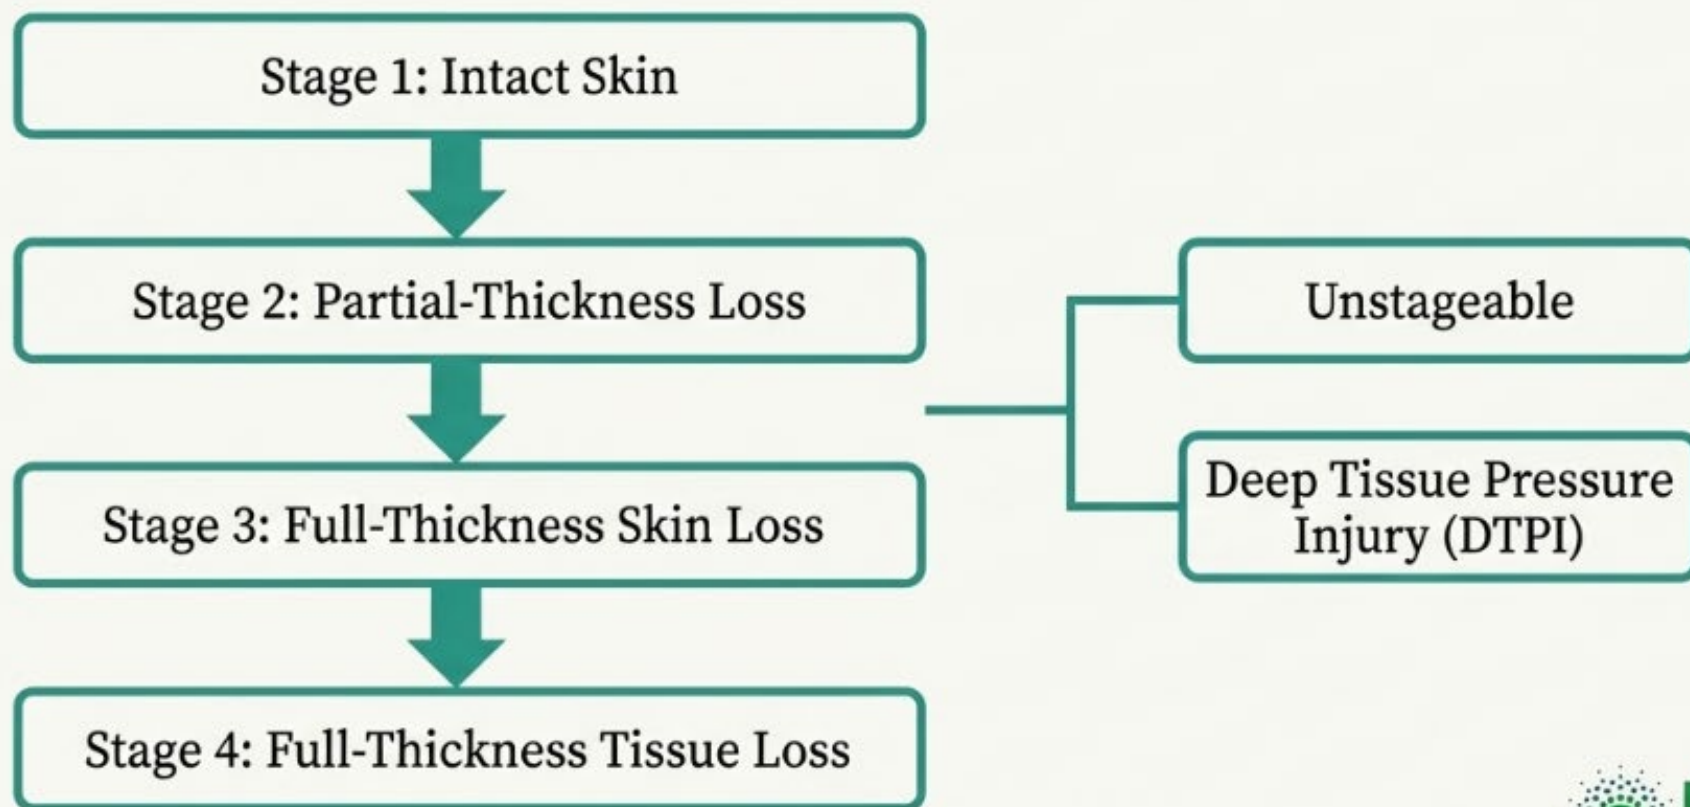 Stage 1: Intact Skin
Stage 2: Partial-Thickness Loss
Stage 3: Full-Thickness Skin Loss
Stage 4: Full-Thickness Tissue Loss
Unstageable
Deep Tissue Pressure
Injury (DTPI)